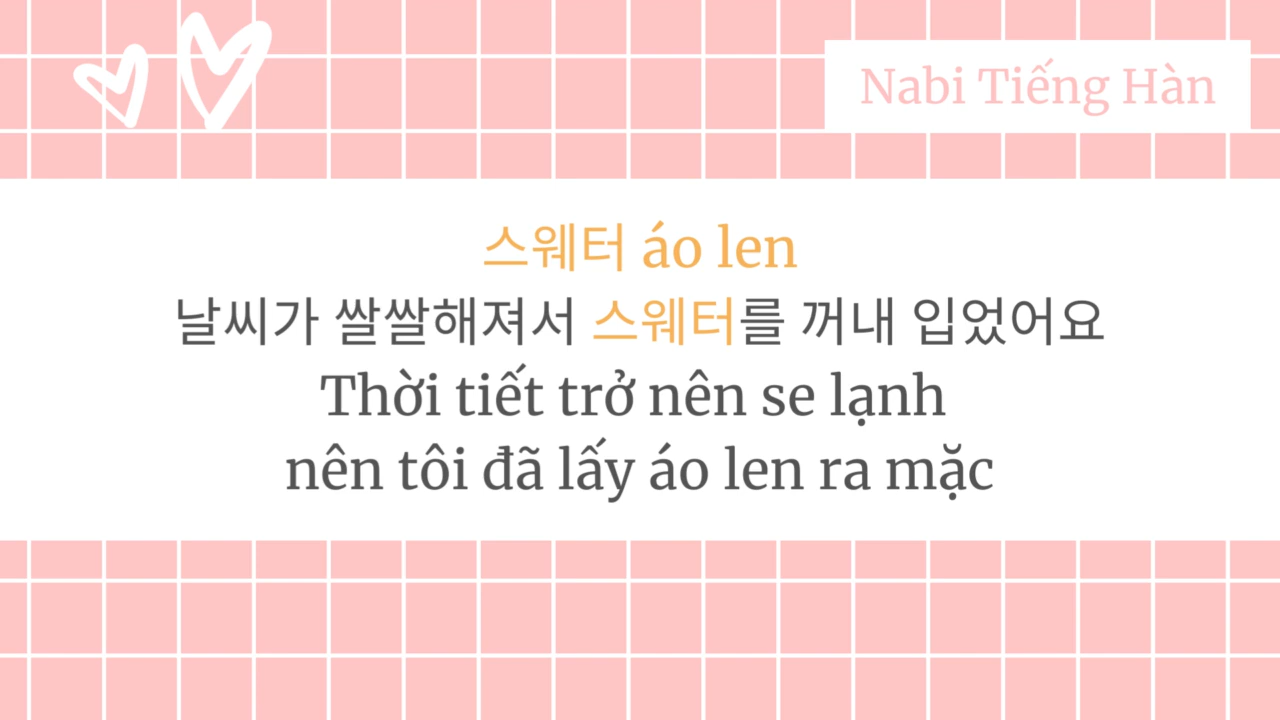 Nabi Tiếng Hàn
스웨터 áo len
날씨가 쌀쌀해져서 스웨터를 꺼내 입었어요
Thời tiết trở nên se lạnh
nên tôi đã lấy áo len ra mặc